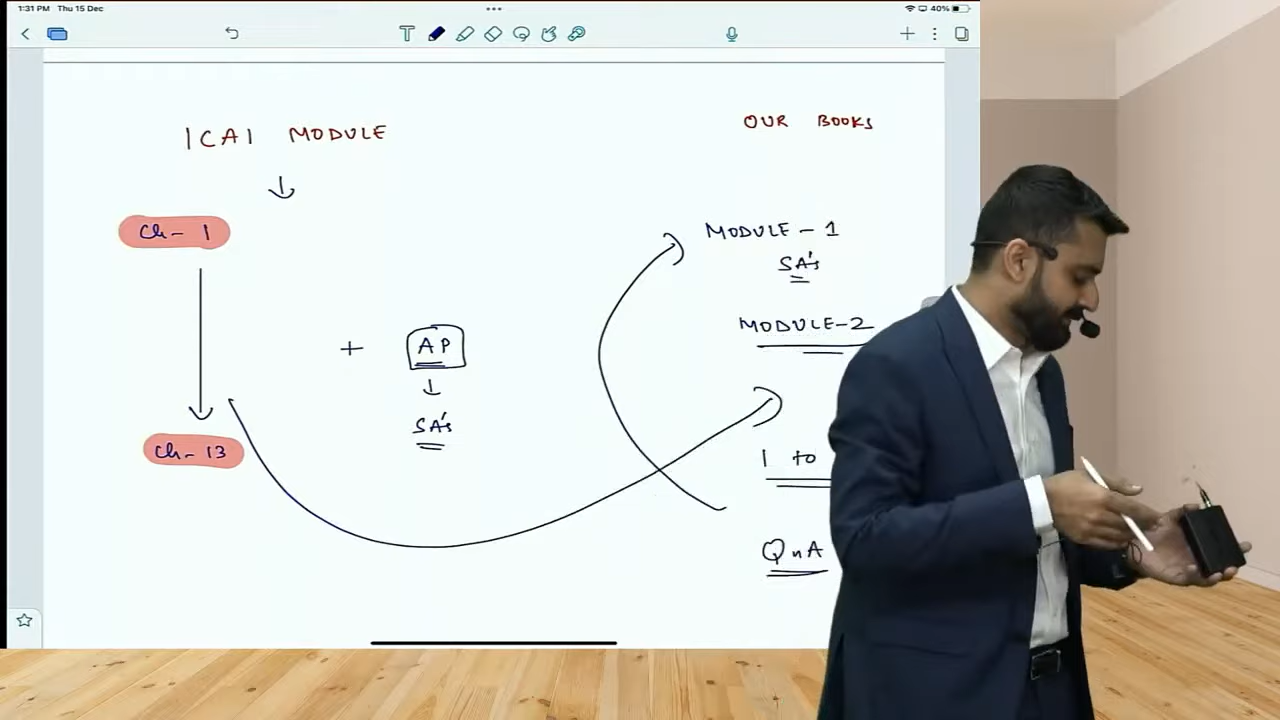 1:31 PM Thu 15 Dec
40%
ICAI MODULE
OUR BOOKS
Ch- 1
MODULE - 1
SA's
MODULE-2
+ AP
SA's
Ch- 13
1 to
QnA